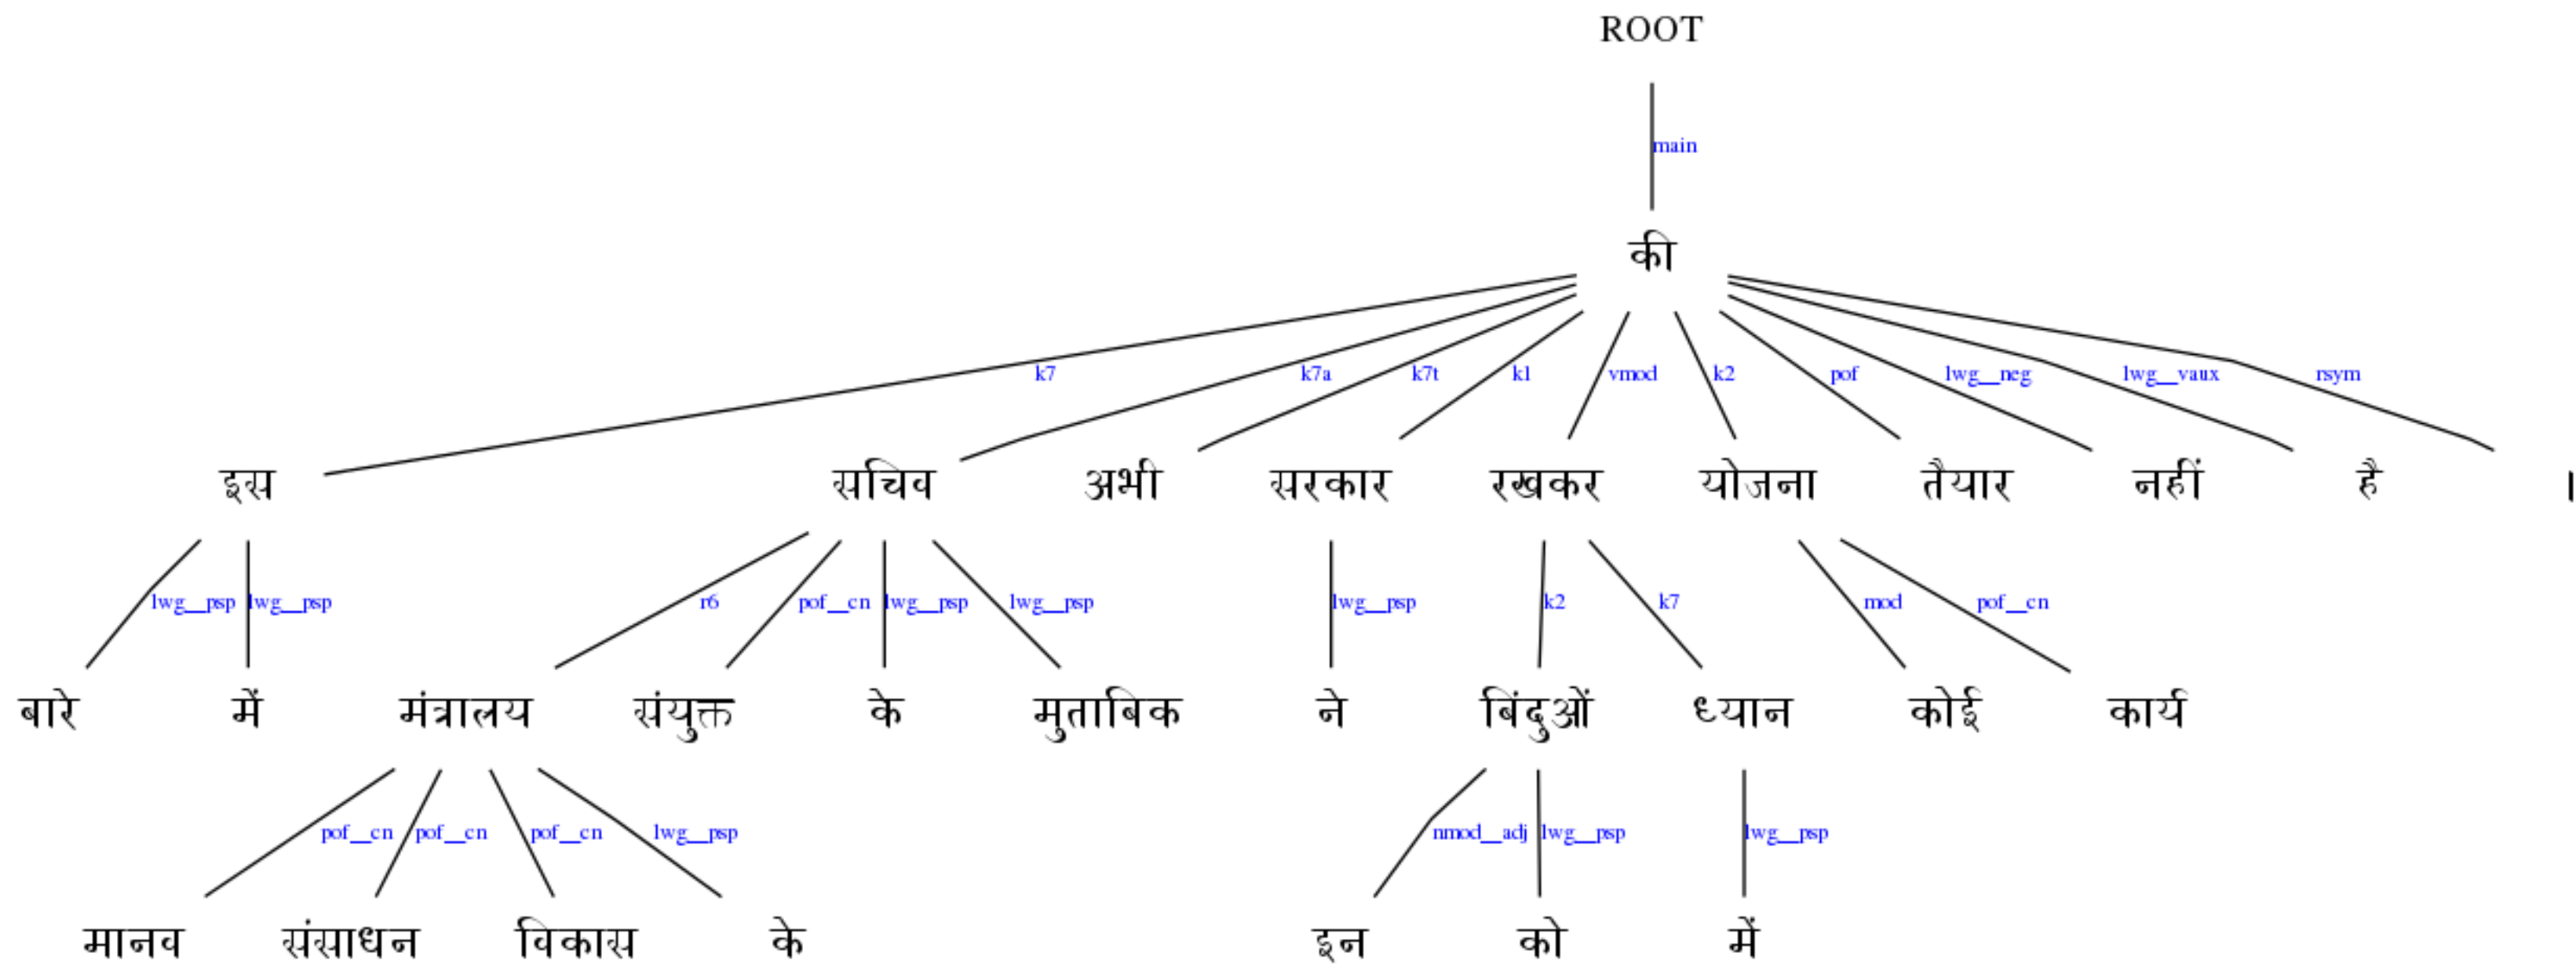 ROOT
main
की
k7 k7a k7t k1 vmod k2 pof lwg__neg lwg__vaux rsym
इस सचिव अभी सरकार रखकर योजना तैयार नहीं है ।
lwg__psp lwg__psp r6 pof__cn lwg__psp lwg__psp lwg__psp k2 k7 mod pof__cn
बारे में मंत्रालय संयुक्त के मुताबिक ने बिंदुओं ध्यान कोई कार्य
pof__cn pof__cn pof__cn lwg__psp nmod__adj lwg__psp lwg__psp
मानव संसाधन विकास के इन को में